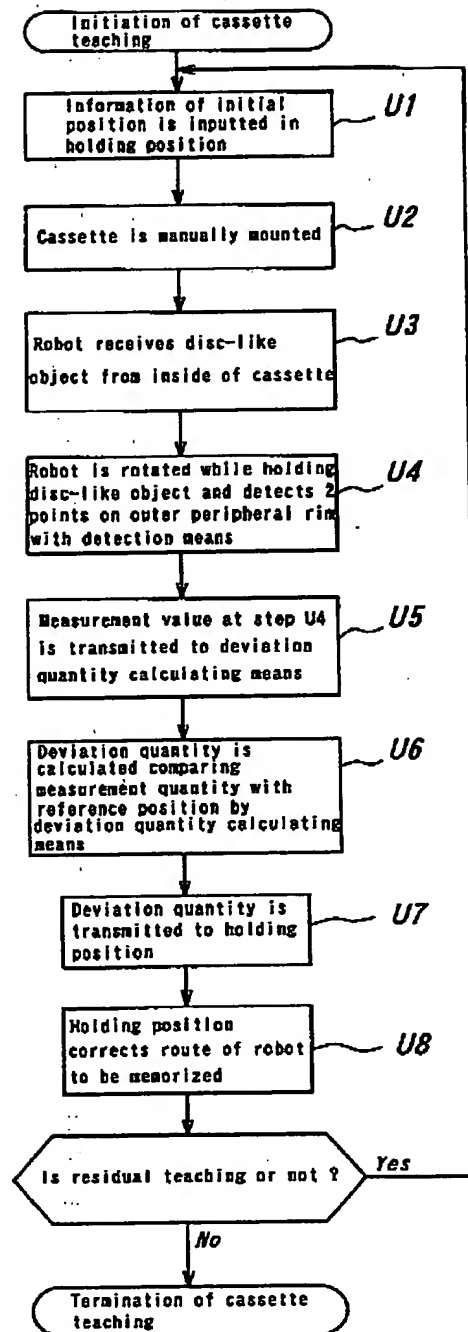 Initiation of cassette
teaching
Information of initial
position is inputted in
holding position
U1
Cassette is manually mounted
U2
Robot receives disc-like
object from inside of cassette
U3
Robot is rotated while holding
disc-like object and detects 2
points on outer peripheral rim
with detection means
U4
Measurement value at step U4
is transmitted to deviation
quantity calculating means
U5
Deviation quantity is
calculated comparing
measurement quantity with
reference position by
deviation quantity calculating
means
U6
Deviation quantity is
transmitted to holding
position
U7
Holding position
corrects route of robot
to be memorized
U8
Is residual teaching or not ?
Yes
No
Termination of cassette
teaching